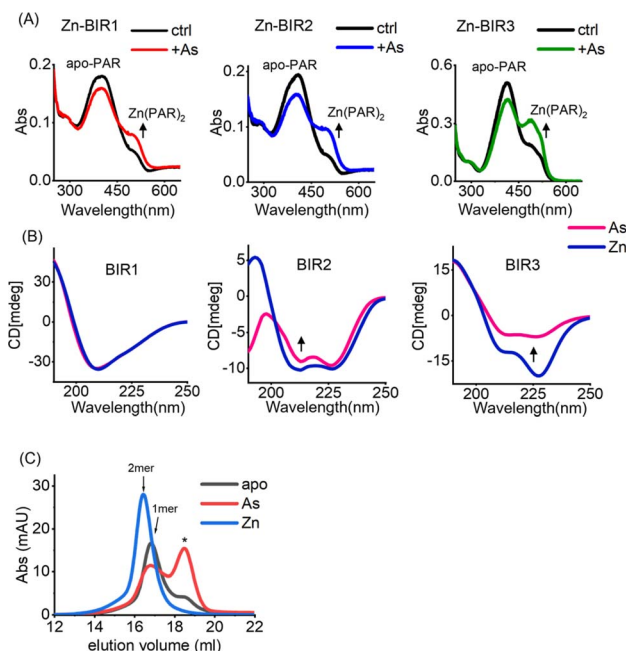 (A)
Zn-BIR1
ctrl
+As
apo-PAR
Zn(PAR)2
Abs
0.2
0.1
0.0
300 450 600
Wavelength(nm)
Zn-BIR2
ctrl
+As
apo-PAR
Zn(PAR)2
Abs
0.2
0.1
0.0
300 450 600
Wavelength(nm)
Zn-BIR3
ctrl
+As
apo-PAR
Zn(PAR)2
Abs
0.6
0.3
0.0
300 450 600
Wavelength(nm)
(B)
As
Zn
BIR1
CD[mdeg]
30
0
-30
200 225 250
Wavelength(nm)
BIR2
CD[mdeg]
5
0
-5
-10
200 225 250
Wavelength(nm)
BIR3
CD[mdeg]
15
0
-15
200 225 250
Wavelength(nm)
(C)
2mer
1mer
*
apo
As
Zn
Abs (mAU)
30
20
10
0
12 14 16 18 20 22
elution volume (ml)